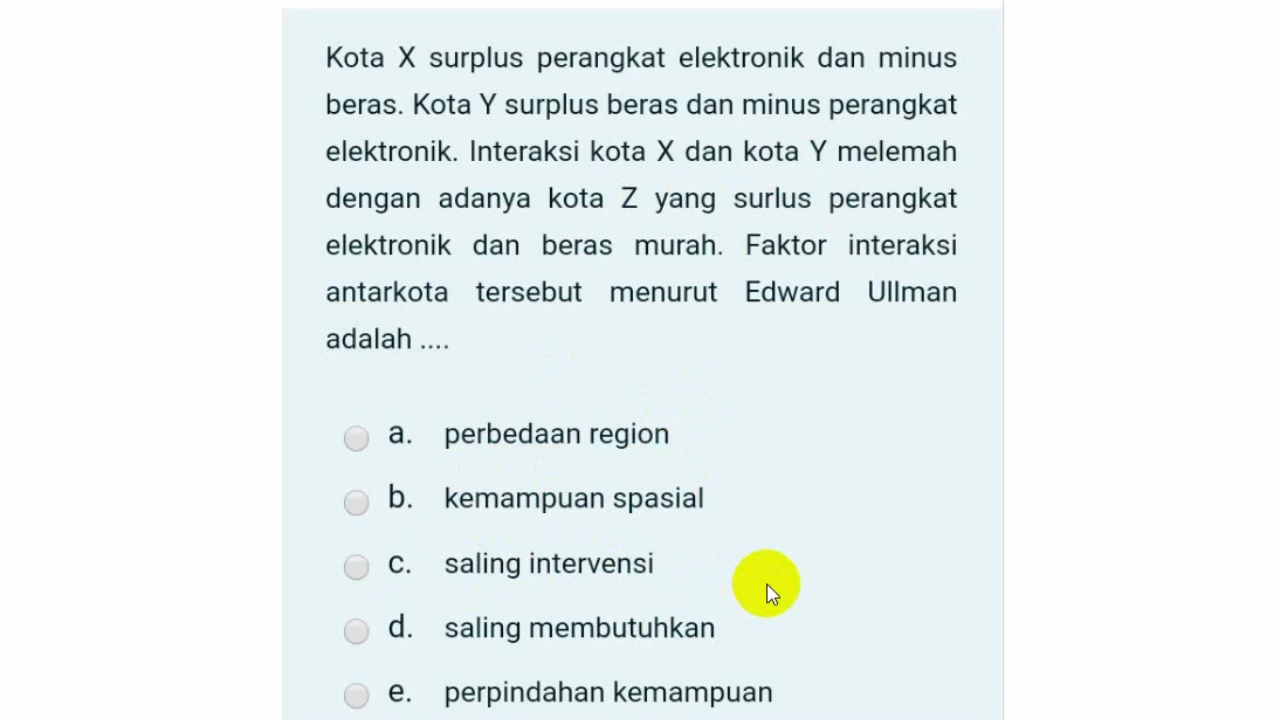 Kota X surplus perangkat elektronik dan minus
beras. Kota Y surplus beras dan minus perangkat
elektronik. Interaksi kota X dan kota Y melemah
dengan adanya kota Z yang surlus perangkat
elektronik dan beras murah. Faktor interaksi
antarkota tersebut menurut Edward Ullman
adalah ....
a. perbedaan region
b. kemampuan spasial
c. saling intervensi
d. saling membutuhkan
e. perpindahan kemampuan